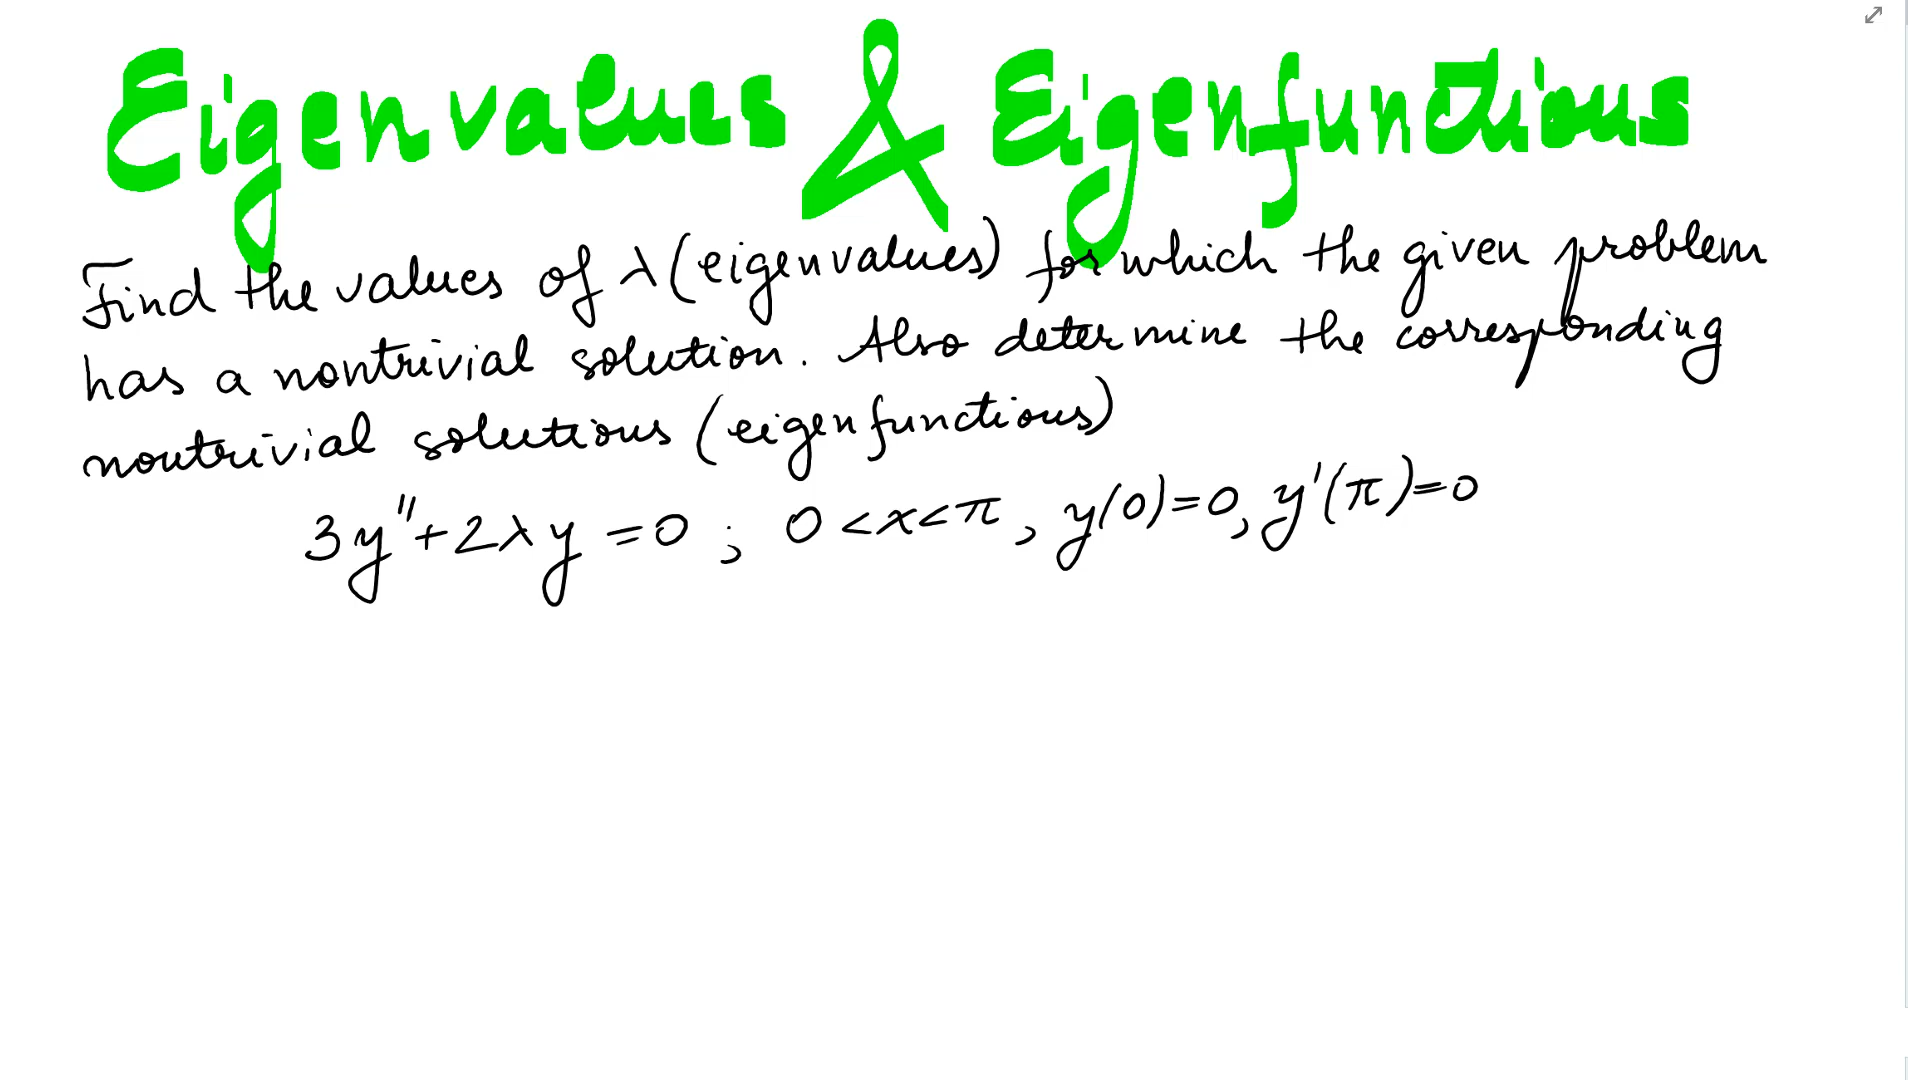 Eigenvalues & Eigenfunctions
Find the values of λ (eigenvalues) for which the given problem
has a nontrivial solution. Also determine the corresponding
nontrivial solutions (eigenfunctions)
3y"+2λy=0 ; 0<x<π, y(0)=0, y'(π)=0